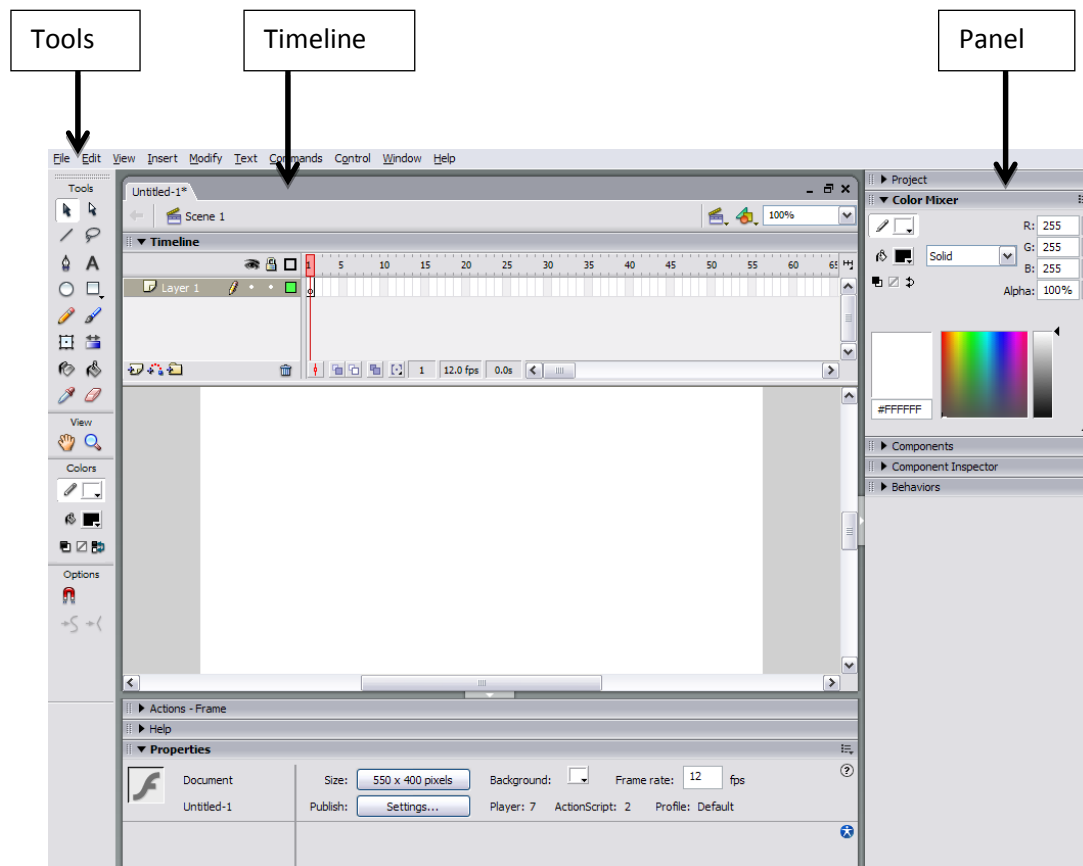 Tools
Timeline
Panel
File Edit View Insert Modify Text Commands Control Window Help
Tools
View
Colors
Options
Untitled-1*
Scene 1
100%
Timeline
1 5 10 15 20 25 30 35 40 45 50 55 60 65
Layer 1
1 12.0 fps 0.0s
Actions - Frame
Help
Properties
Document
Size: 550 x 400 pixels Background: Frame rate: 12 fps
Untitled-1
Publish: Settings... Player: 7 ActionScript: 2 Profile: Default
Project
Color Mixer
R: 255
G: 255
Solid
B: 255
Alpha: 100%
#FFFFFF
Components
Component Inspector
Behaviors